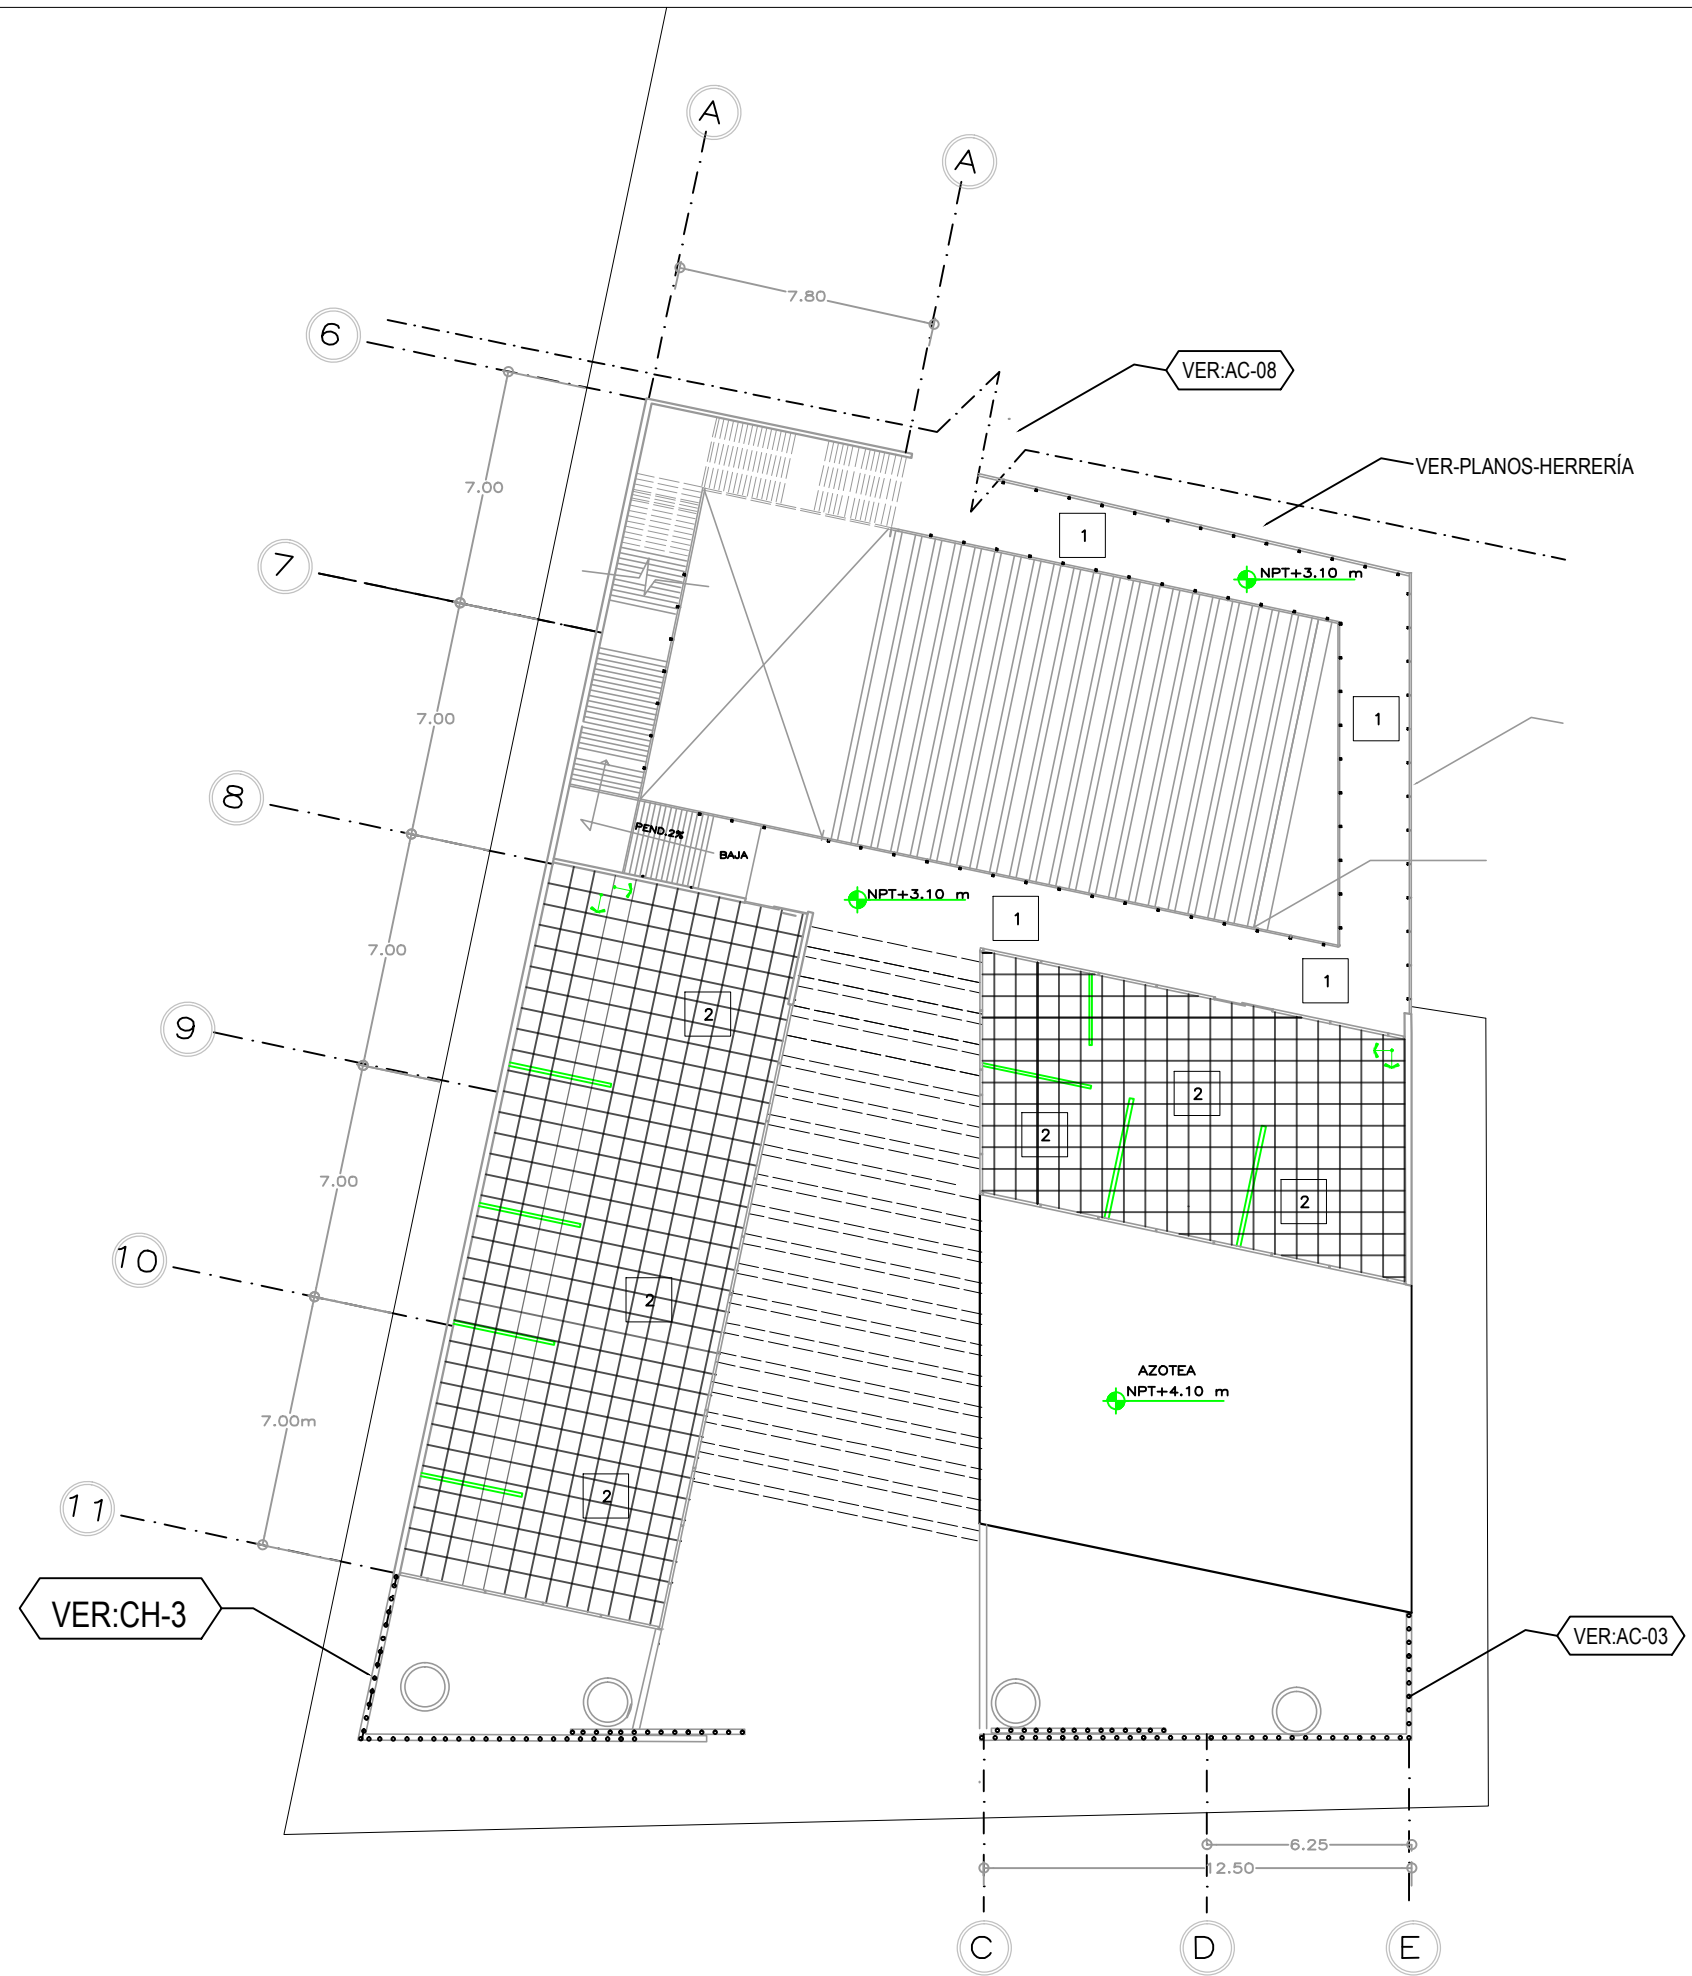 A
A
7.80
6
VER:AC-08
VER-PLANOS-HERRERÍA
7.00
1
7
NPT+3.10 m
7.00
1
8
PEND.2%
BAJA
NPT+3.10 m
1
7.00
1
2
9
2
2
7.00
2
10
2
AZOTEA
NPT+4.10 m
7.00m
2
11
VER:CH-3
VER:AC-03
6.25
12.50
C
D
E